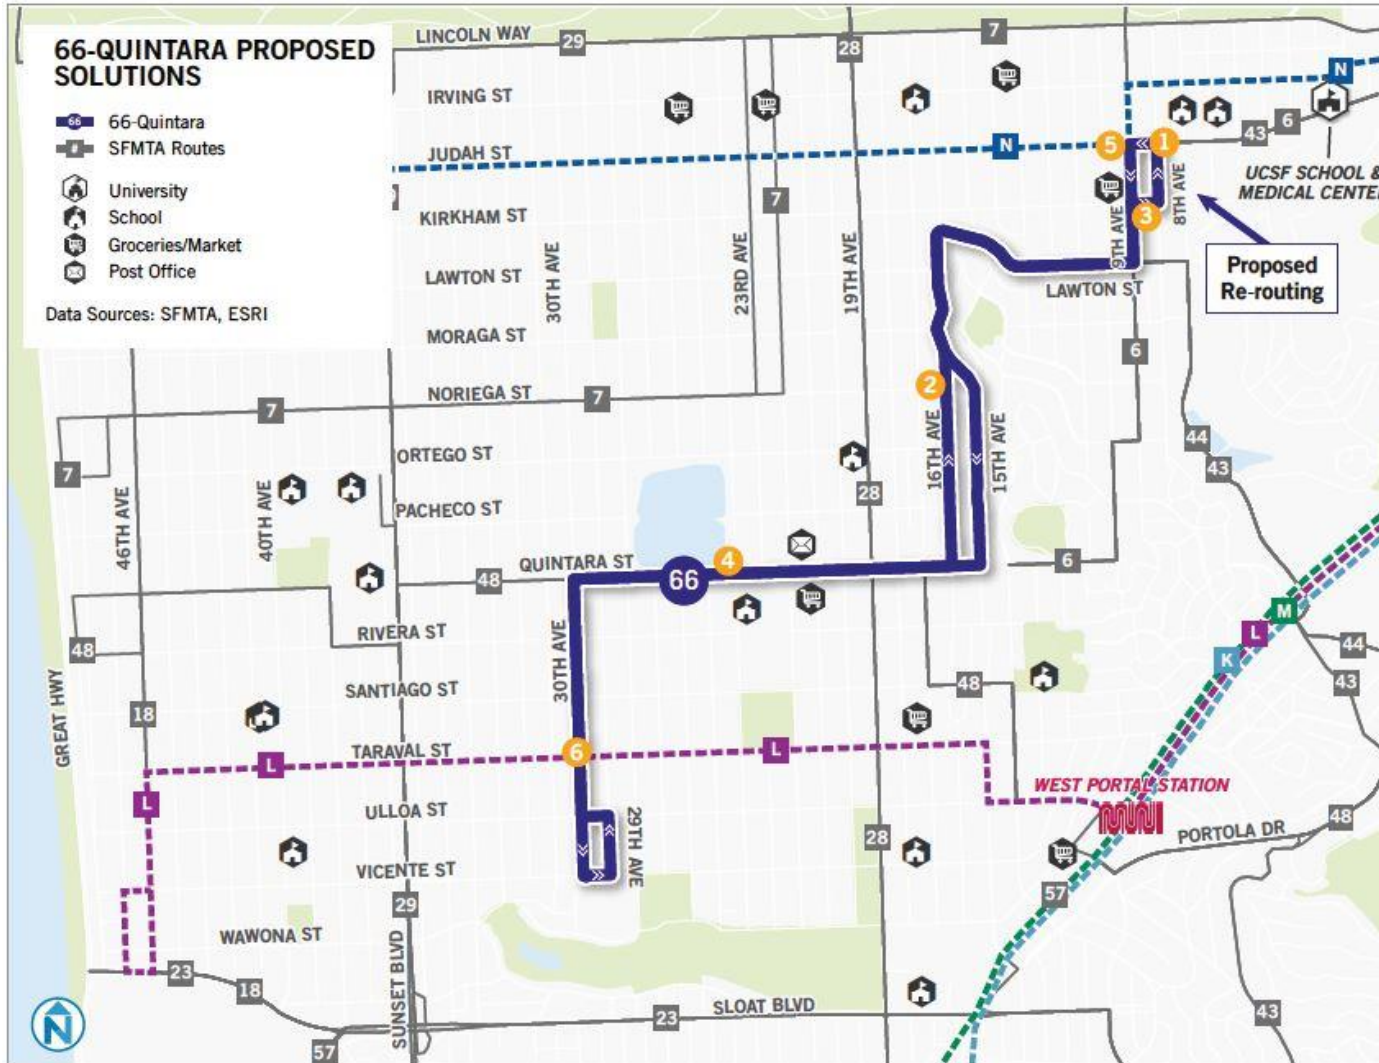 66-QUINTARA PROPOSED
SOLUTIONS
66
66-Quintara
#
SFMTA Routes
University
School
Groceries/Market
Post Office
Data Sources: SFMTA, ESRI
LINCOLN WAY
29
28
7
IRVING ST
N
JUDAH ST
N
5
1
43
6
UCSF SCHOOL &
MEDICAL CENTER
KIRKHAM ST
7
3
9TH AVE
8TH AVE
30TH AVE
23RD AVE
19TH AVE
LAWTON ST
LAWTON ST
Proposed
Re-routing
MORAGA ST
6
NORIEGA ST
2
7
7
7
ORTEGO ST
16TH AVE
15TH AVE
44
43
28
46TH AVE
40TH AVE
PACHECO ST
QUINTARA ST
4
66
48
6
RIVERA ST
30TH AVE
48
M
L
K
44
43
SANTIAGO ST
48
18
GREAT HWY
TARAVAL ST
6
L
L
L
WEST PORTAL STATION
ULLOA ST
29TH AVE
28
PORTOLA DR
48
VICENTE ST
57
29
WAWONA ST
SUNSET BLVD
23
18
23
SLOAT BLVD
43
57
N